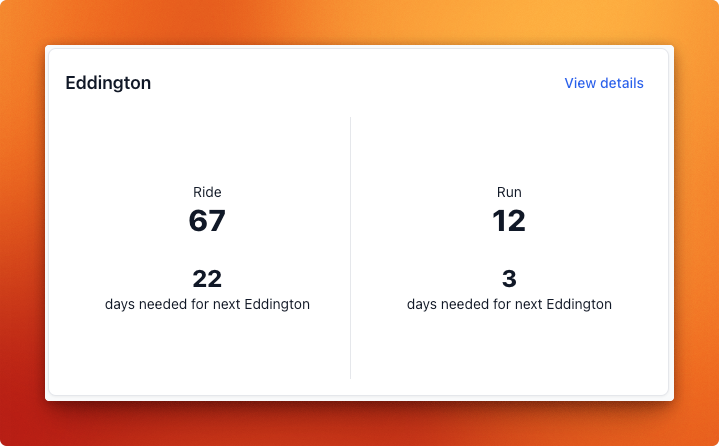 Eddington
View details
Ride
67
22
days needed for next Eddington
Run
12
3
days needed for next Eddington